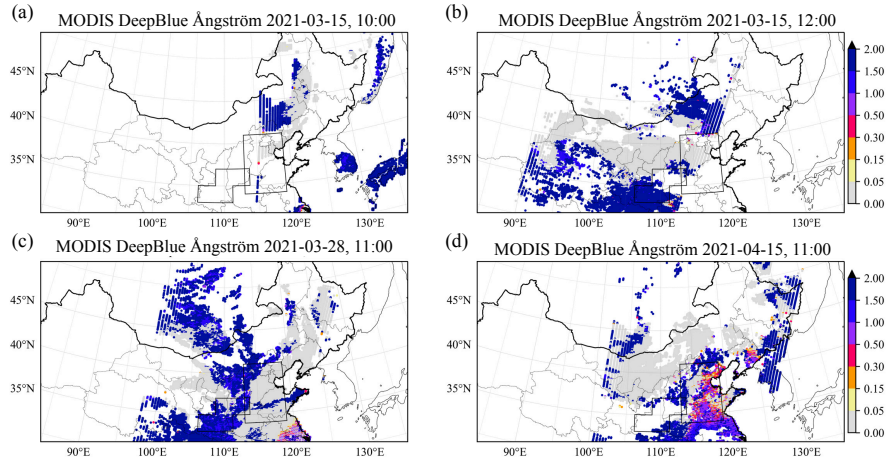 (a) MODIS DeepBlue Ångström 2021-03-15, 10:00
45°N
40°N
35°N
90°E 100°E 110°E 120°E 130°E
(b) MODIS DeepBlue Ångström 2021-03-15, 12:00
45°N
40°N
35°N
90°E 100°E 110°E 120°E 130°E
2.00
1.50
1.00
0.50
0.30
0.15
0.05
0.00
(c) MODIS DeepBlue Ångström 2021-03-28, 11:00
45°N
40°N
35°N
90°E 100°E 110°E 120°E 130°E
(d) MODIS DeepBlue Ångström 2021-04-15, 11:00
45°N
40°N
35°N
90°E 100°E 110°E 120°E 130°E
2.00
1.50
1.00
0.50
0.30
0.15
0.05
0.00